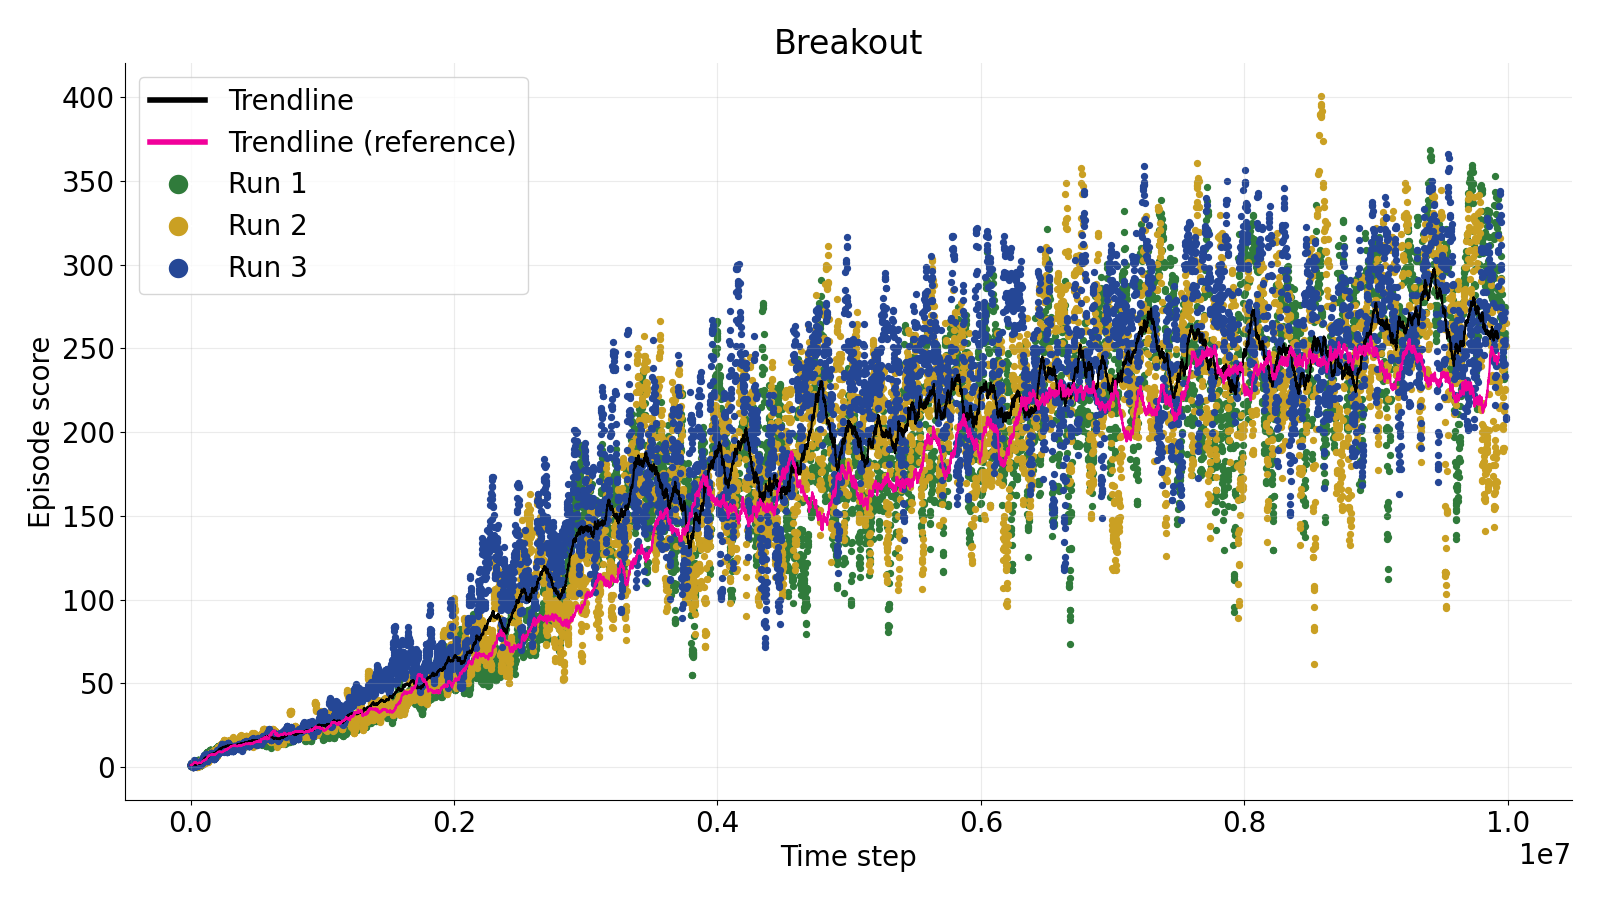 Breakout
Trendline
Trendline (reference)
Run 1
Run 2
Run 3
400
350
300
250
200
150
100
50
0
Episode score
0.0 0.2 0.4 0.6 0.8 1.0
1e7
Time step